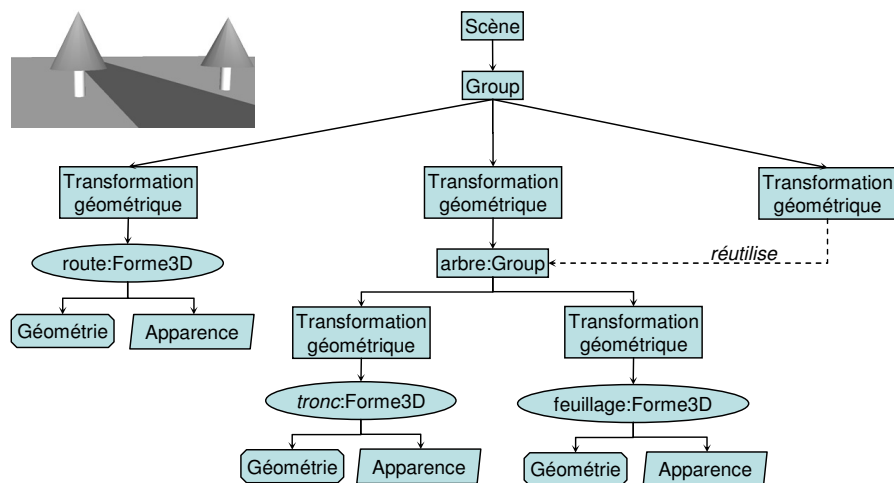 Scène
Group
Transformation
géométrique
Transformation
géométrique
Transformation
géométrique
route:Forme3D
arbre:Group
réutilise
Géométrie
Apparence
Transformation
géométrique
Transformation
géométrique
tronc:Forme3D
feuillage:Forme3D
Géométrie
Apparence
Géométrie
Apparence